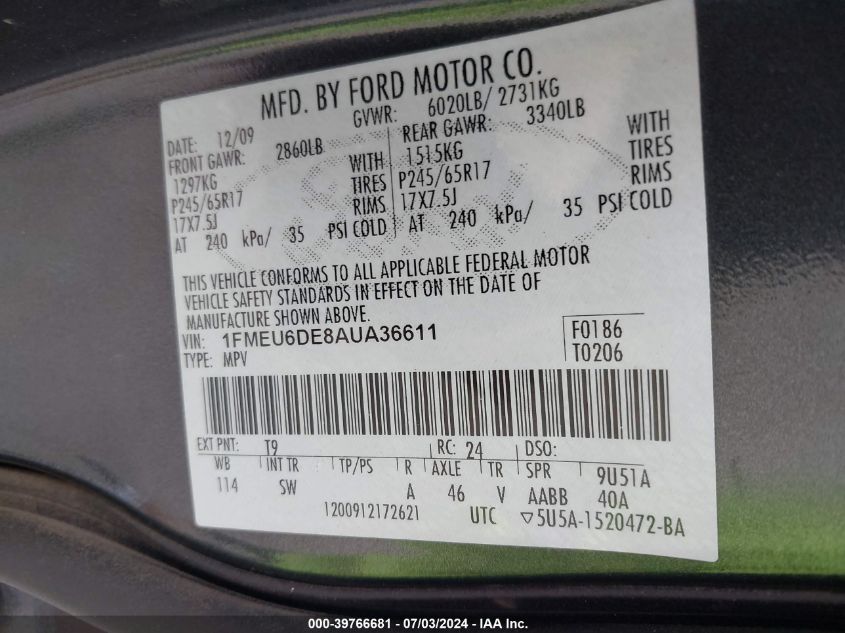 MFD. BY FORD MOTOR CO.
DATE: 12/09 GVWR: 6020LB/ 2731KG
FRONT GAWR: 2860LB REAR GAWR: 3340LB
1297KG WITH 1515KG WITH
P245/65R17 TIRES P245/65R17 TIRES
17X7.5J RIMS 17X7.5J RIMS
AT 240 kPa/ 35 PSI COLD AT 240 kPa/ 35 PSI COLD
THIS VEHICLE CONFORMS TO ALL APPLICABLE FEDERAL MOTOR
VEHICLE SAFETY STANDARDS IN EFFECT ON THE DATE OF
MANUFACTURE SHOWN ABOVE.
VIN: 1FMEU6DE8AUA36611 F0186
TYPE: MPV T0206
EXT PNT: T9 RC: 24 DSO:
WB INT TR TP/PS R AXLE TR SPR 9U51A
114 SW A 46 V AABB 40A
1200912172621 UTC ▽5U5A-1520472-BA
000-39766681 - 07/03/2024 - IAAI.com